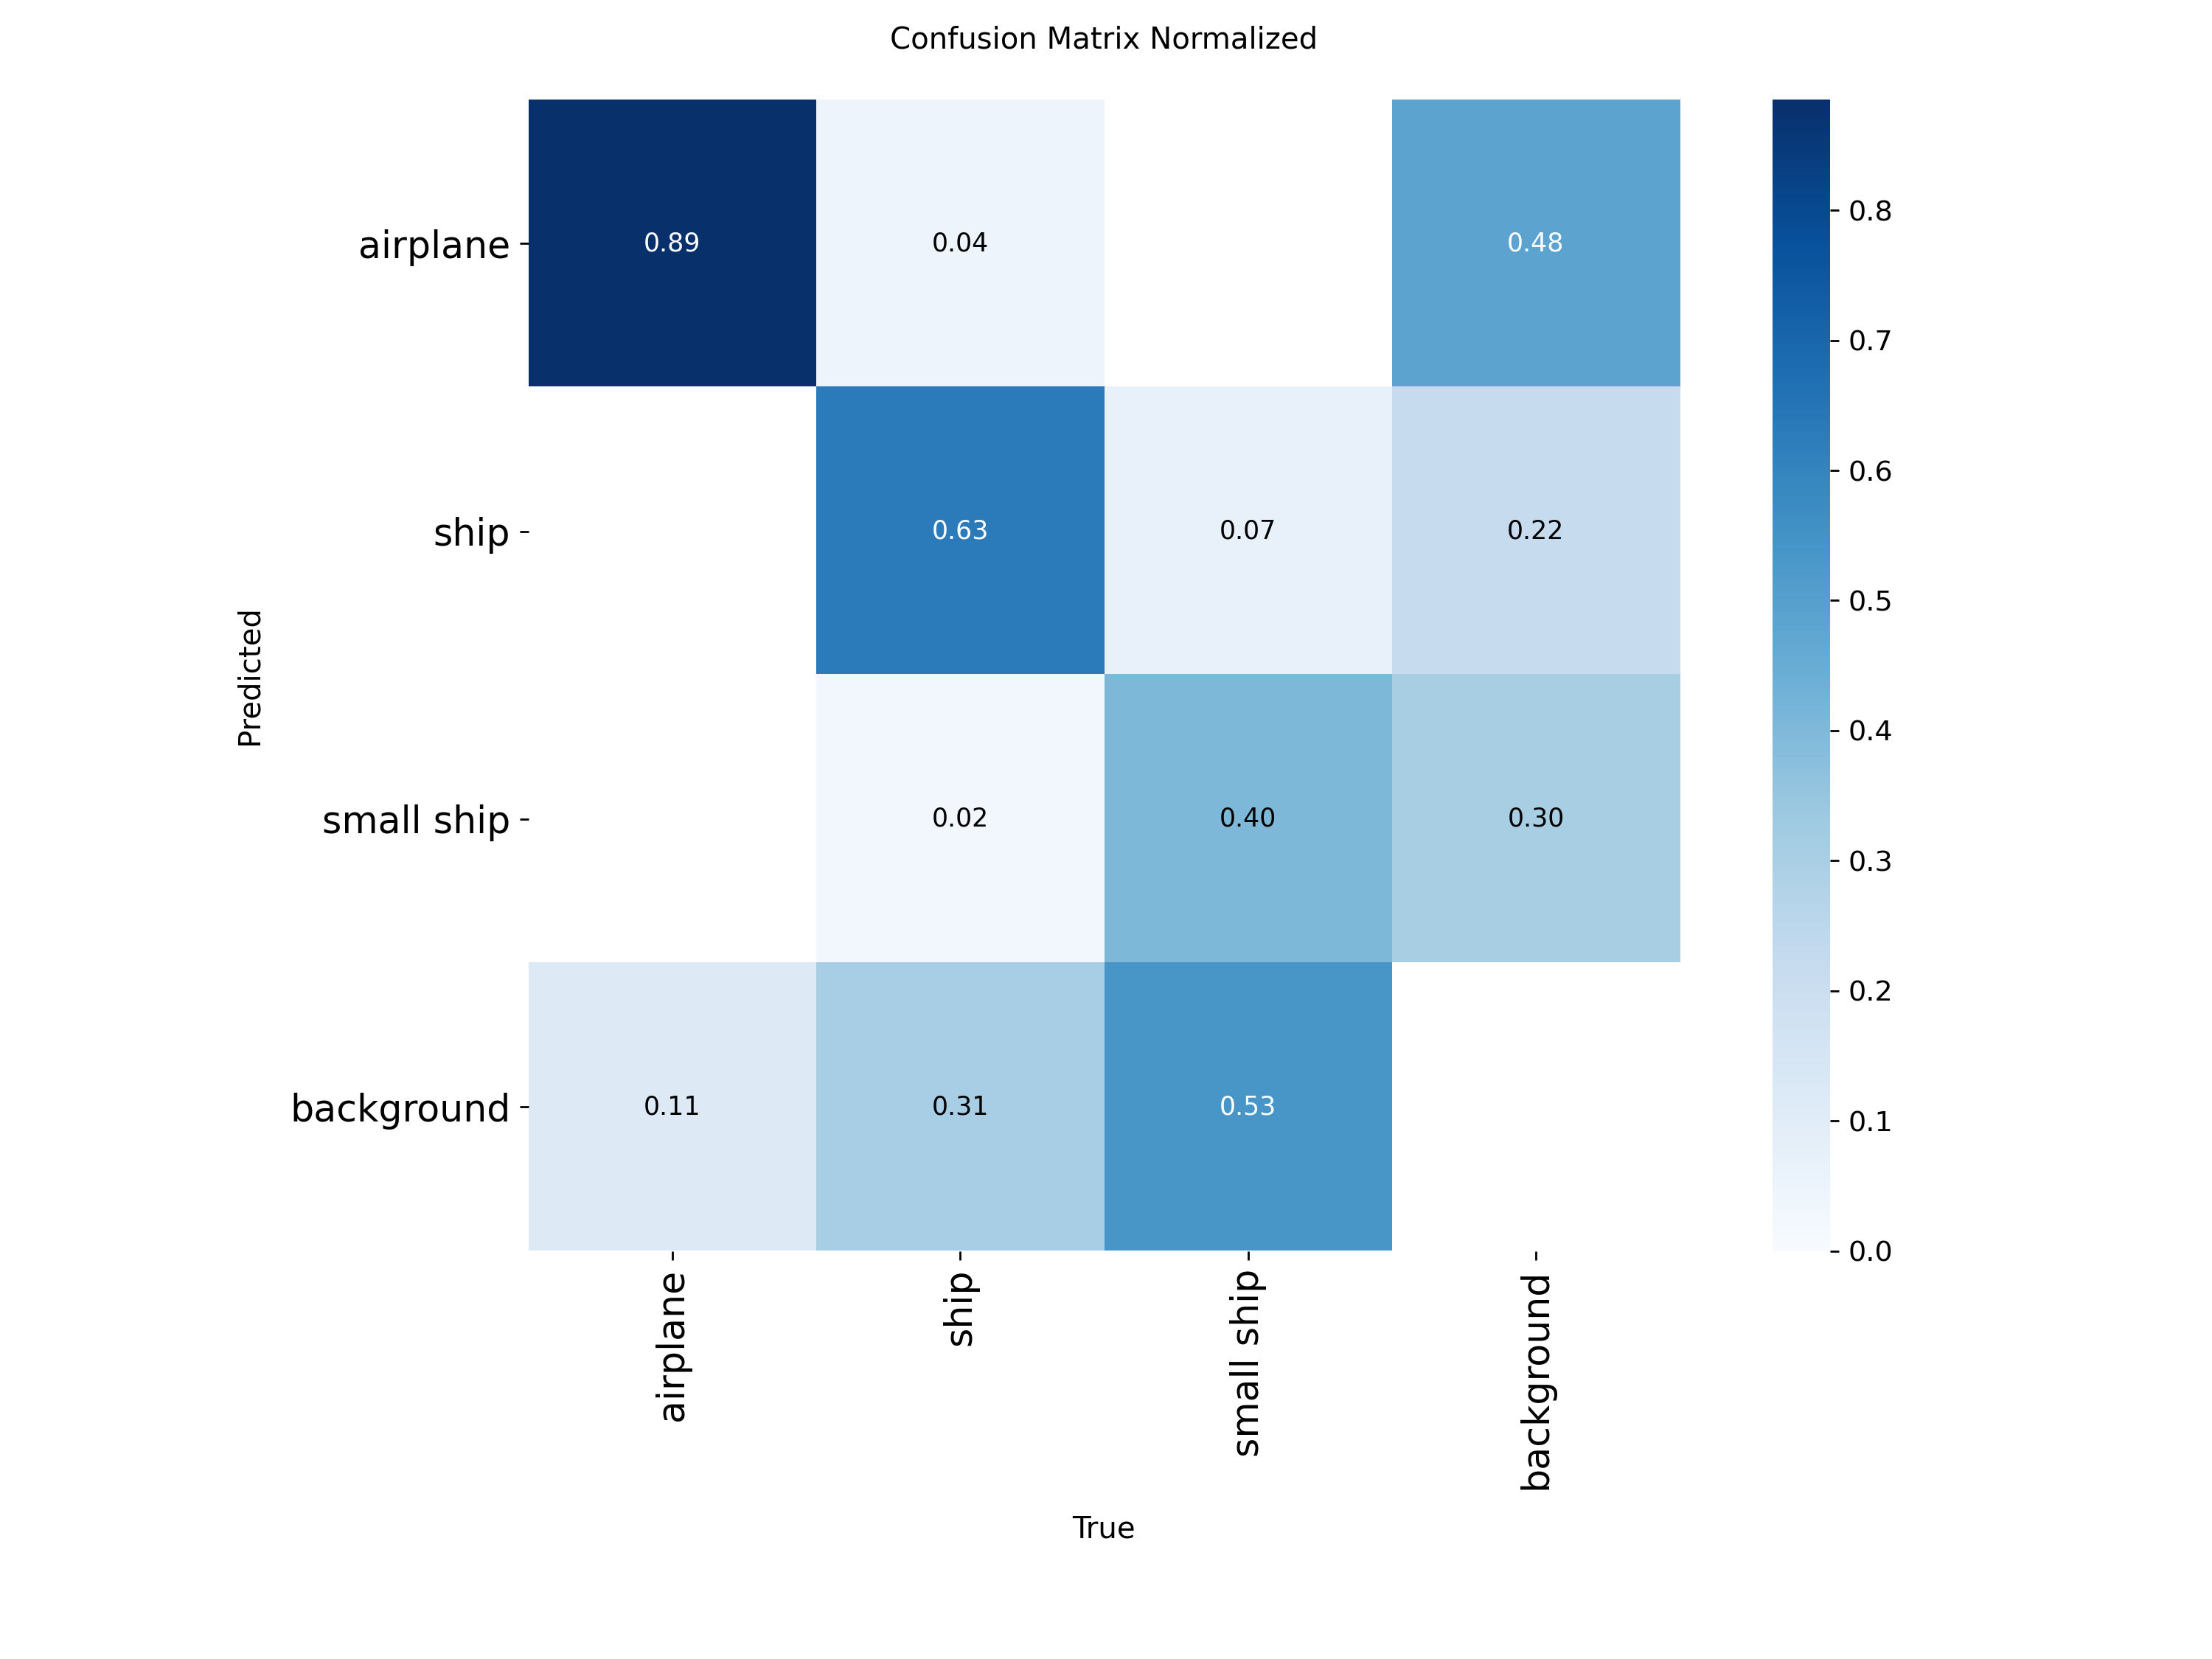 Confusion Matrix Normalized
airplane
0.89
0.04
0.48
ship
0.63
0.07
0.22
small ship
0.02
0.40
0.30
background
0.11
0.31
0.53
Predicted
airplane
ship
small ship
background
True
0.8
0.7
0.6
0.5
0.4
0.3
0.2
0.1
0.0